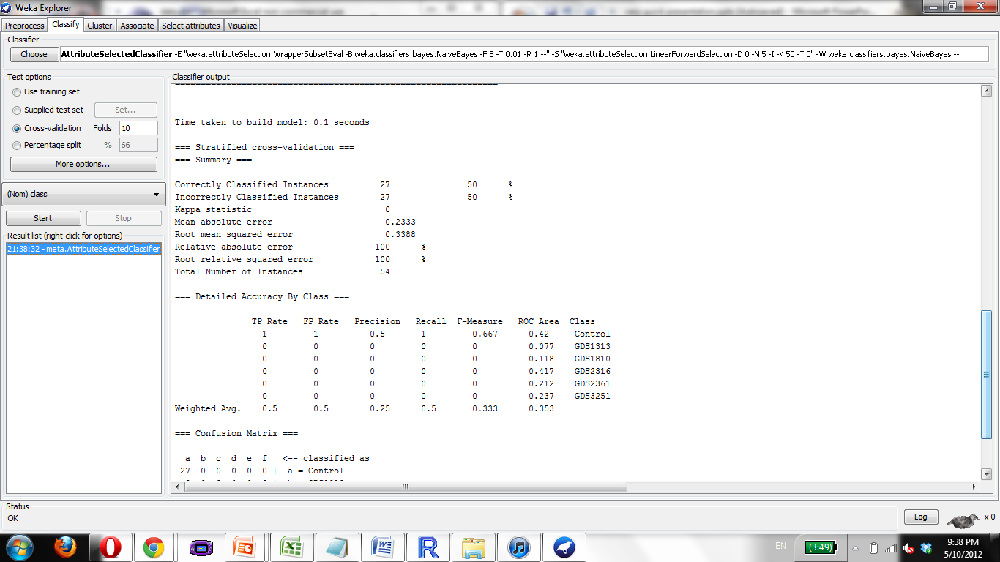 Weka Explorer
Preprocess Classify Cluster Associate Select attributes Visualize
Classifier
Choose AttributeSelectedClassifier -E "weka.attributeSelection.WrapperSubsetEval -B weka.classifiers.bayes.NaiveBayes -F 5 -T 0.01 -R 1 --" -S "weka.attributeSelection.LinearForwardSelection -D 0 -N 5 -I -K 50 -T 0" -W weka.classifiers.bayes.NaiveBayes --
Test options
Use training set
Supplied test set Set...
Cross-validation Folds 10
Percentage split % 66
More options...
(Nom) class
Start Stop
Result list (right-click for options)
21:38:32 - meta.AttributeSelectedClassifier
Classifier output
Time taken to build model: 0.1 seconds
=== Stratified cross-validation ===
=== Summary ===
Correctly Classified Instances 27 50 %
Incorrectly Classified Instances 27 50 %
Kappa statistic 0
Mean absolute error 0.2333
Root mean squared error 0.3388
Relative absolute error 100 %
Root relative squared error 100 %
Total Number of Instances 54
=== Detailed Accuracy By Class ===
TP Rate FP Rate Precision Recall F-Measure ROC Area Class
1 1 0.5 1 0.667 0.42 Control
0 0 0 0 0 0.077 GDS1313
0 0 0 0 0 0.118 GDS1810
0 0 0 0 0 0.417 GDS2316
0 0 0 0 0 0.212 GDS2361
0 0 0 0 0 0.237 GDS3251
Weighted Avg. 0.5 0.5 0.25 0.5 0.333 0.353
=== Confusion Matrix ===
a b c d e f <-- classified as
27 0 0 0 0 0 | a = Control
Status
OK
Log x 0
EN (3:49) 9:38 PM
5/10/2012